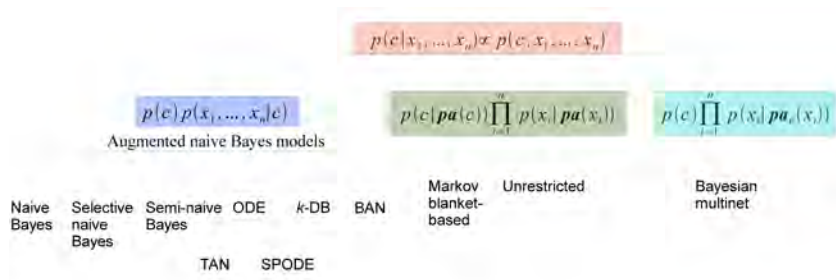 p(c|x₁,...,xₙ)∝ p(c,x₁,...,xₙ)
p(c)p(x₁,...,xₙ|c)
Augmented naive Bayes models
p(c|pa(c))∏ᵢ₌₁ⁿ p(xᵢ|pa(xᵢ))
p(c)∏ᵢ₌₁ⁿ p(xᵢ|pa_c(xᵢ))
Naive
Bayes
Selective
naive
Bayes
Semi-naive
Bayes
ODE
k-DB
BAN
Markov
blanket-
based
Unrestricted
Bayesian
multinet
TAN
SPODE